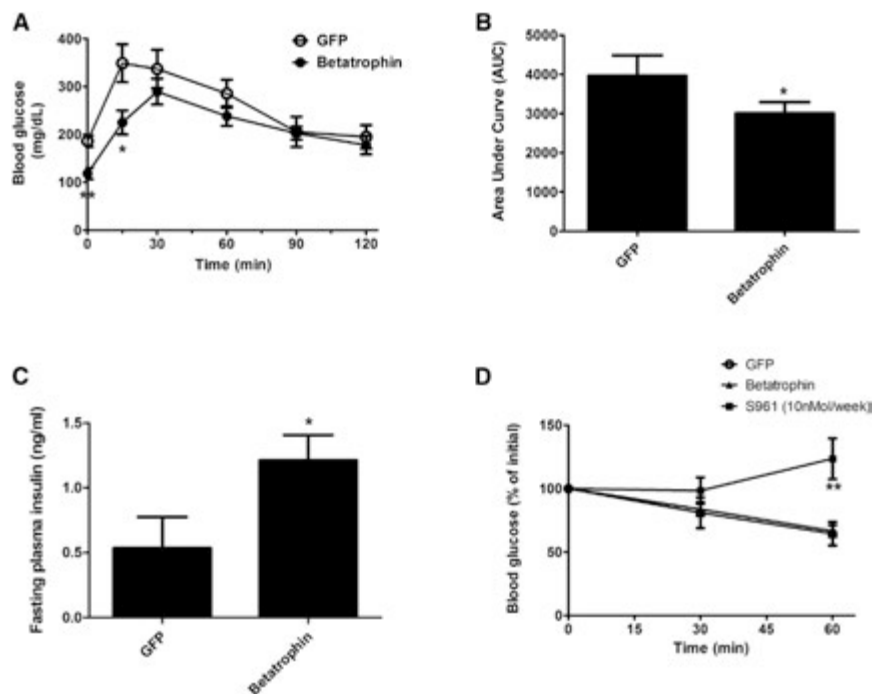 A
GFP
Betatrophin
Blood glucose
(mg/dL)
400
300
200
100
0
**
*
0 30 60 90 120
Time (min)
B
Area Under Curve (AUC)
5000
4000
3000
2000
1000
0
*
GFP
Betatrophin
C
Fasting plasma insulin (ng/ml)
1.5
1.0
0.5
0.0
*
GFP
Betatrophin
D
GFP
Betatrophin
S961 (10nMol/week)
Blood glucose (% of initial)
150
100
50
0
**
0 15 30 45 60
Time (min)